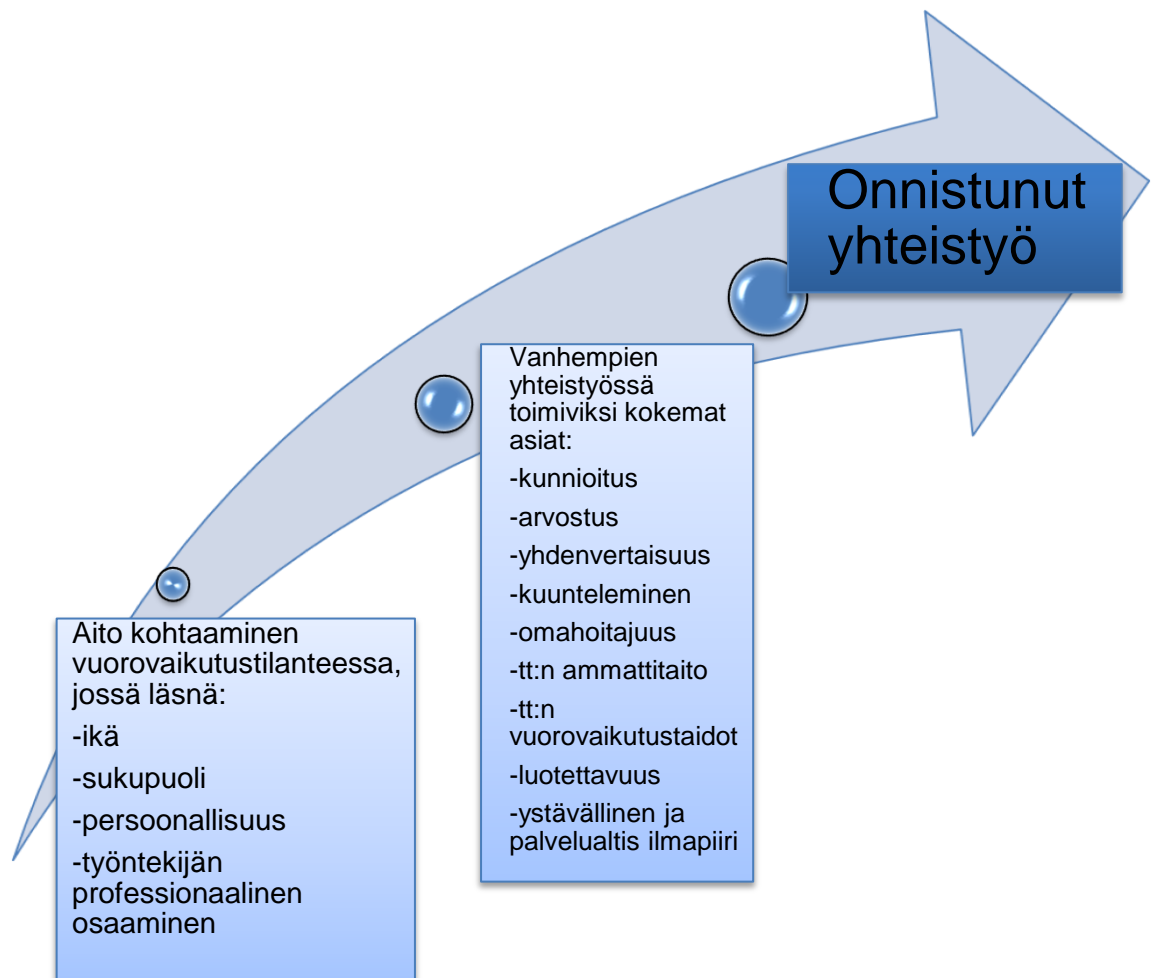 Onnistunut
yhteistyö
Vanhempien
yhteistyössä
toimiviksi kokemat
asiat:
-kunnioitus
-arvostus
-yhdenvertaisuus
-kuunteleminen
-omahoitajuus
-tt:n ammattitaito
-tt:n
vuorovaikutustaidot
-luotettavuus
-ystävällinen ja
palvelualtis ilmapiiri
Aito kohtaaminen
vuorovaikutustilanteessa,
jossä läsnä:
-ikä
-sukupuoli
-persoonallisuus
-työntekijän
professionaalinen
osaaminen